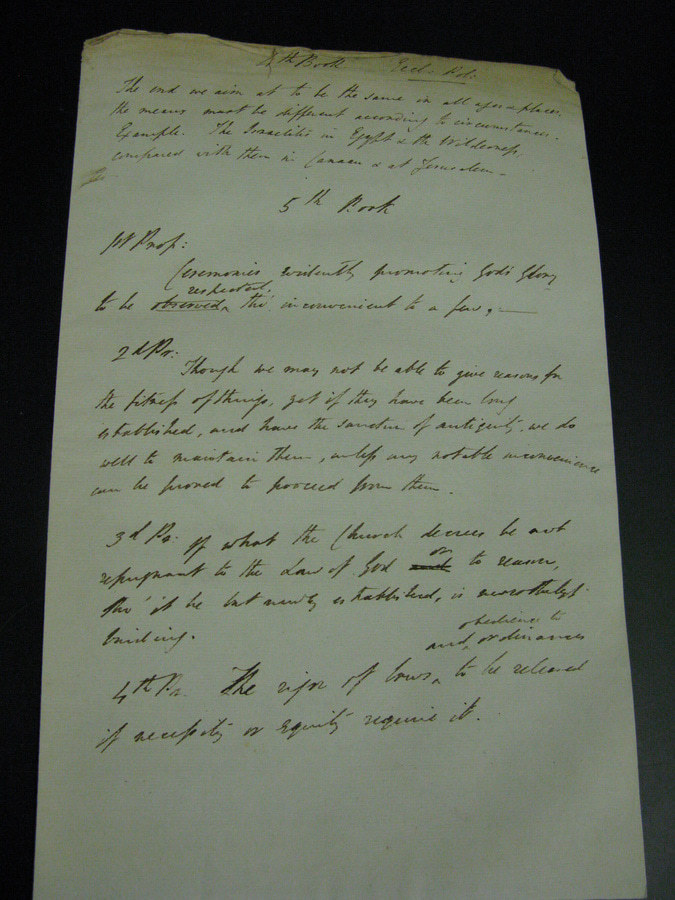 4th Book Eccl. Pol:
The end we aim at to be the same in all ages & places,
the means must be different according to circumstances.
Example. The Israelites in Egypt & the Wilderness,
compared with them in Canaan & at Jerusalem.
5th Book
1st Prop:
Ceremonies evidently promoting God's Glory
respected,
to be observed, tho' inconvenient to a few.
2d Pr: Though we may not be able to give reasons for
the fitness of things, yet if they have been long
established, and have the sanction of antiquity, we do
well to maintain them, unless any notable inconvenience
can be proved to proceed from them.
3d Pr. If what the Church decrees be not
or
repugnant to the Law of God and to reason,
tho' it be but newly established, is nevertheless
binding.
obedience to
and ordinances
4th Pr. The rigor of laws, to be relaxed
if necessity or Equity require it.